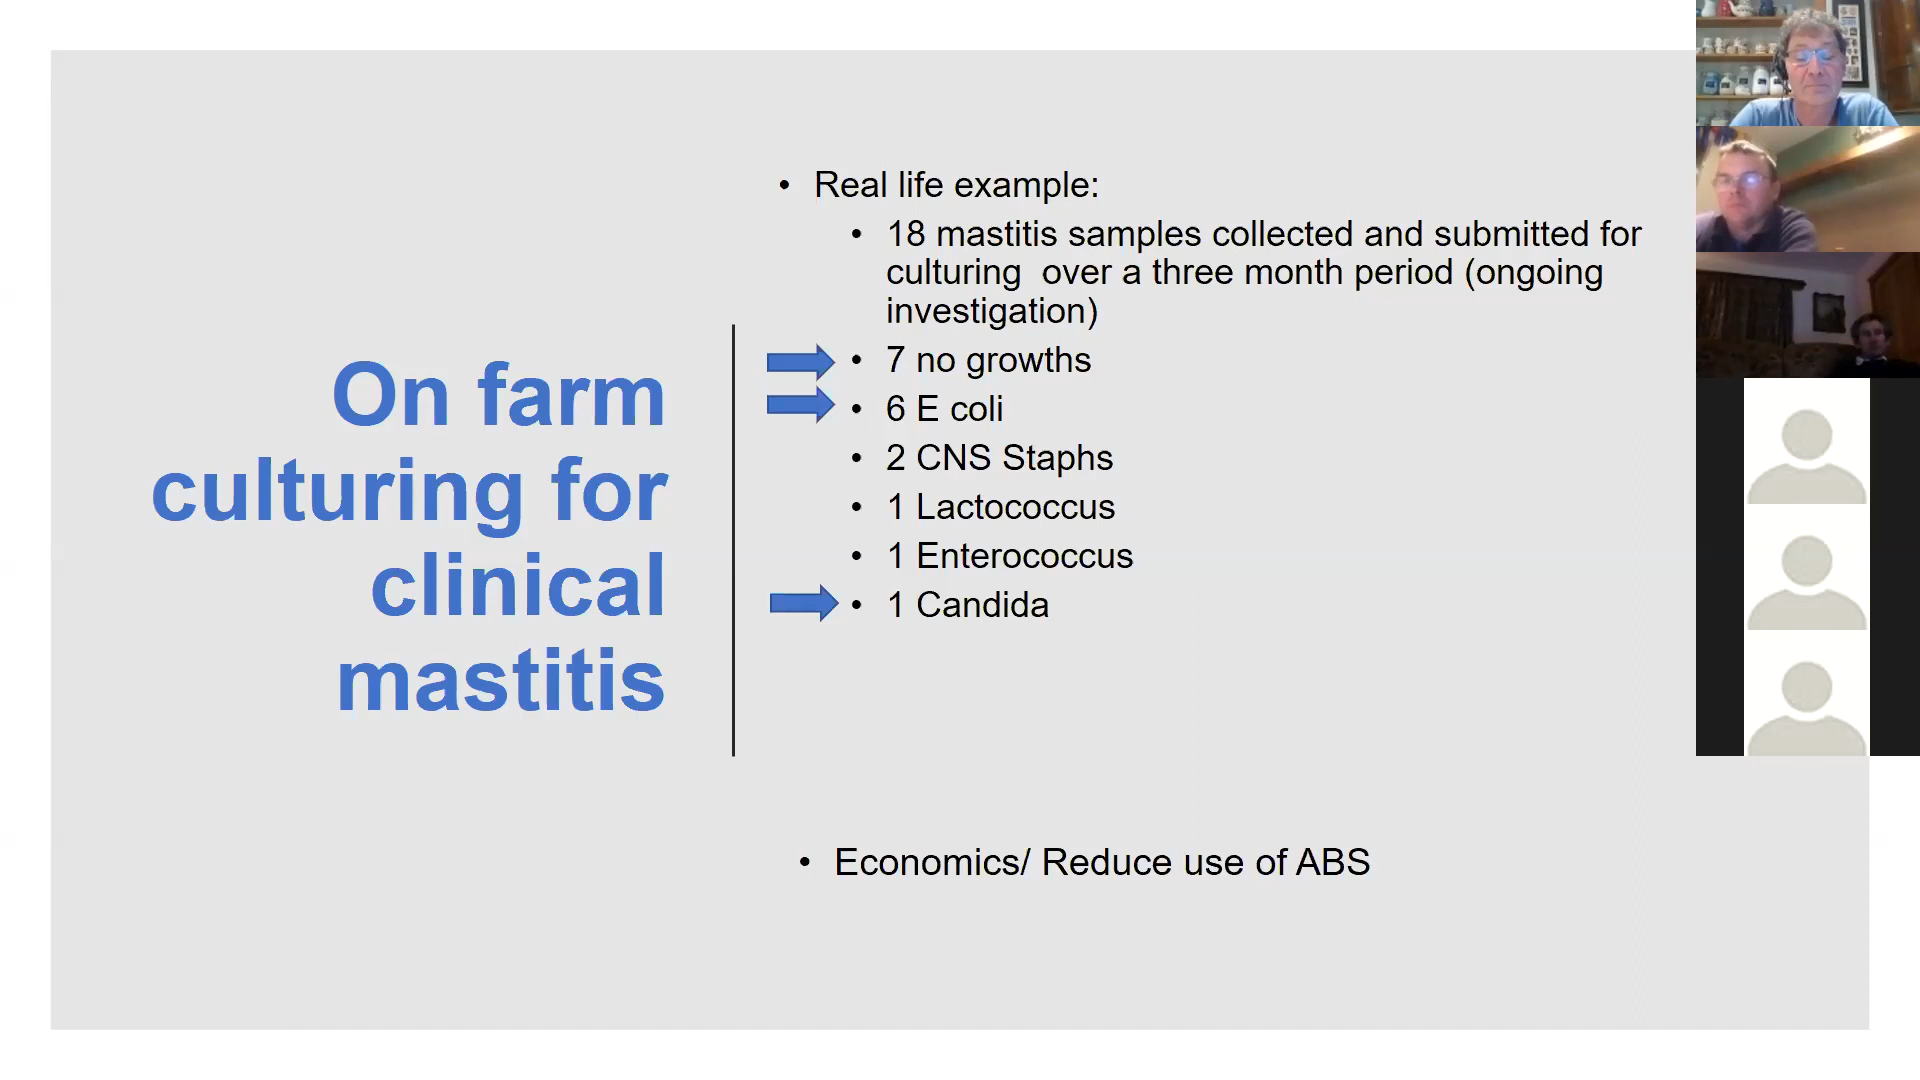 On farm
culturing for
clinical
mastitis
• Real life example:
• 18 mastitis samples collected and submitted for
culturing over a three month period (ongoing
investigation)
• 7 no growths
• 6 E coli
• 2 CNS Staphs
• 1 Lactococcus
• 1 Enterococcus
• 1 Candida
• Economics/ Reduce use of ABS